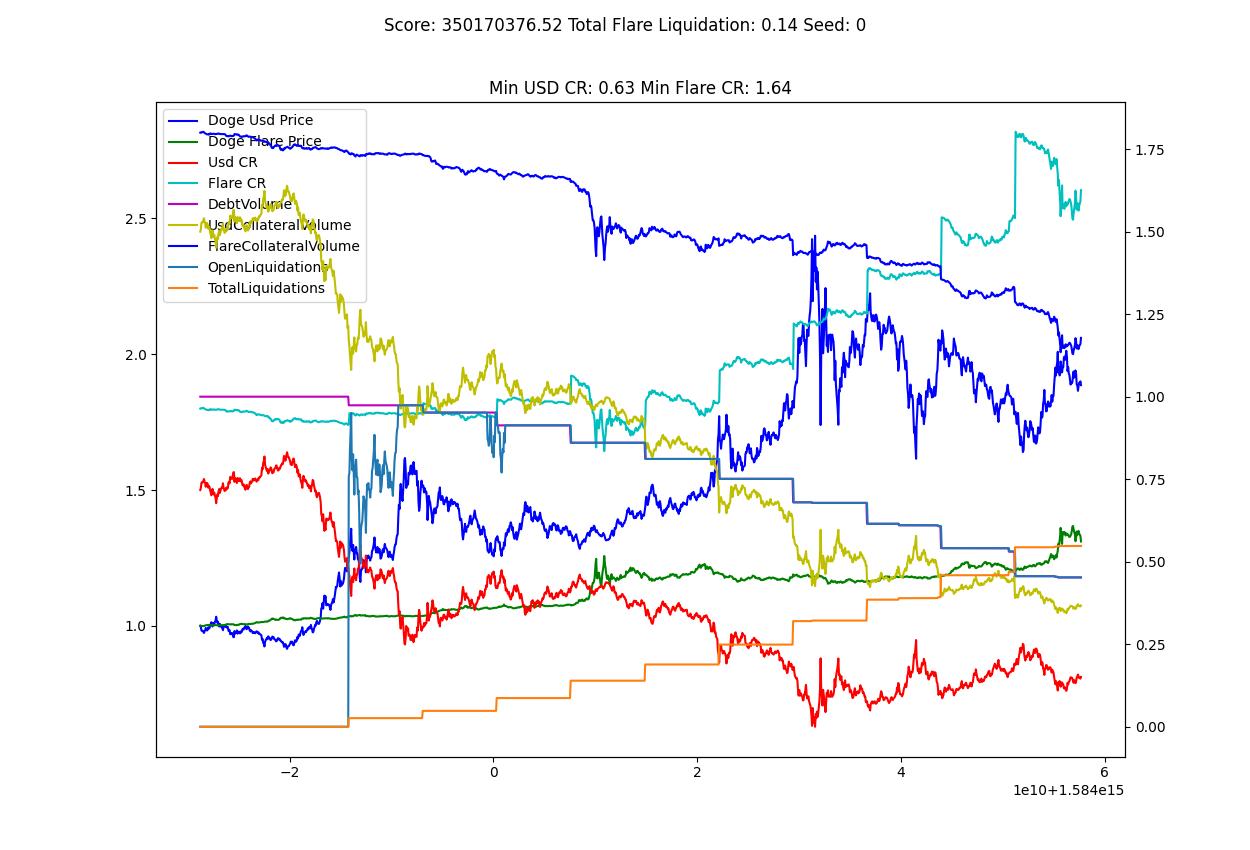 Score: 350170376.52 Total Flare Liquidation: 0.14 Seed: 0
Min USD CR: 0.63 Min Flare CR: 1.64
Doge Usd Price
Doge Flare Price
Usd CR
Flare CR
DebtVolume
UsdCollateralVolume
FlareCollateralVolume
OpenLiquidations
TotalLiquidations
2.5
2.0
1.5
1.0
1.75
1.50
1.25
1.00
0.75
0.50
0.25
0.00
−2
0
2
4
6
1e10+1.584e15